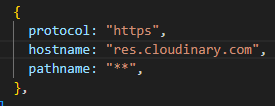 {
protocol: "https",
hostname: "res.cloudinary.com",
pathname: "**",
},